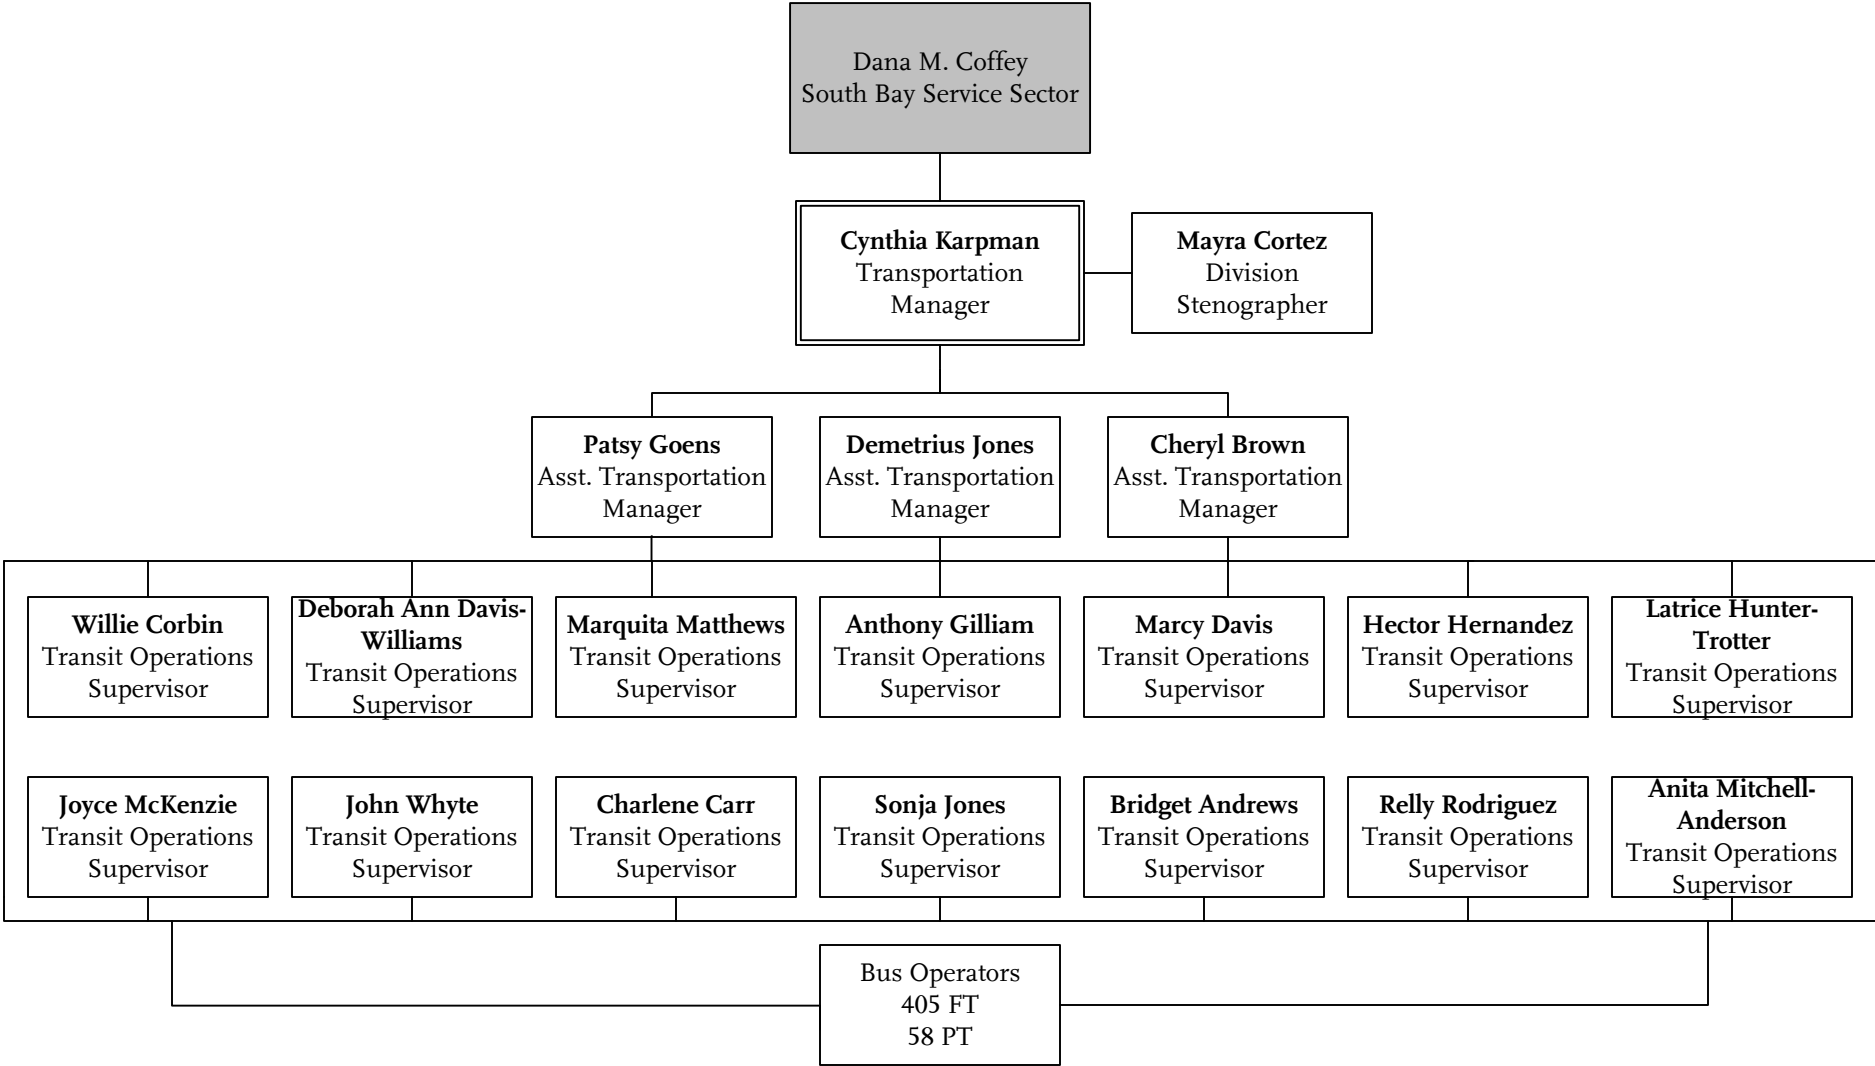 Dana M. Coffey
South Bay Service Sector
Cynthia Karpman
Transportation
Manager
Mayra Cortez
Division
Stenographer
Patsy Goens
Asst. Transportation
Manager
Demetrius Jones
Asst. Transportation
Manager
Cheryl Brown
Asst. Transportation
Manager
Willie Corbin
Transit Operations
Supervisor
Deborah Ann Davis-
Williams
Transit Operations
Supervisor
Marquita Matthews
Transit Operations
Supervisor
Anthony Gilliam
Transit Operations
Supervisor
Marcy Davis
Transit Operations
Supervisor
Hector Hernandez
Transit Operations
Supervisor
Latrice Hunter-
Trotter
Transit Operations
Supervisor
Joyce McKenzie
Transit Operations
Supervisor
John Whyte
Transit Operations
Supervisor
Charlene Carr
Transit Operations
Supervisor
Sonja Jones
Transit Operations
Supervisor
Bridget Andrews
Transit Operations
Supervisor
Relly Rodriguez
Transit Operations
Supervisor
Anita Mitchell-
Anderson
Transit Operations
Supervisor
Bus Operators
405 FT
58 PT